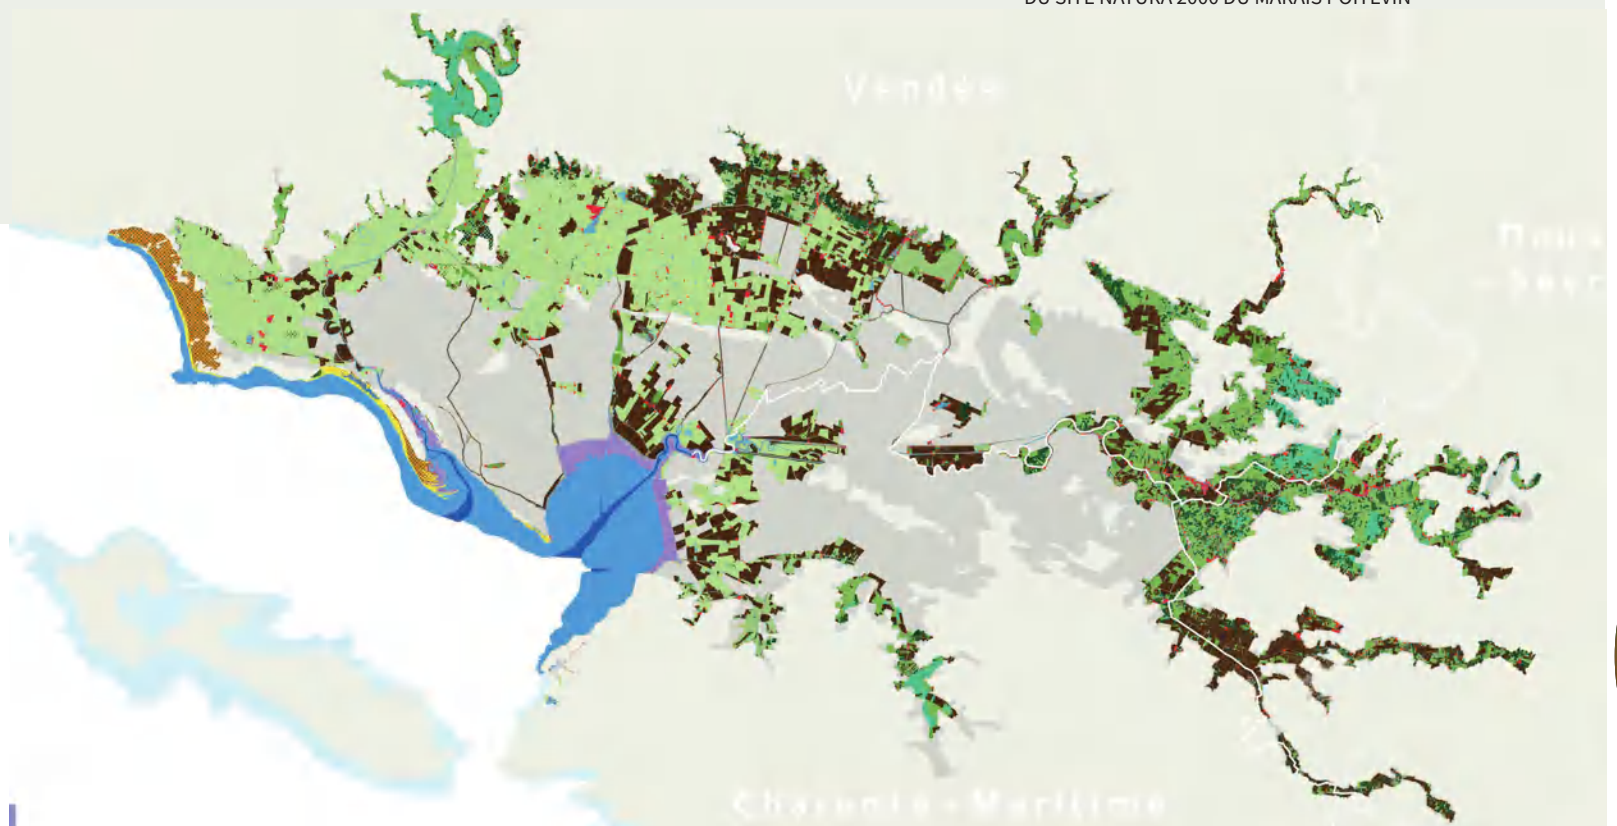 DU SITE NATURA 2000 DU MARAIS POITEVIN
Vendée
Charente-Maritime